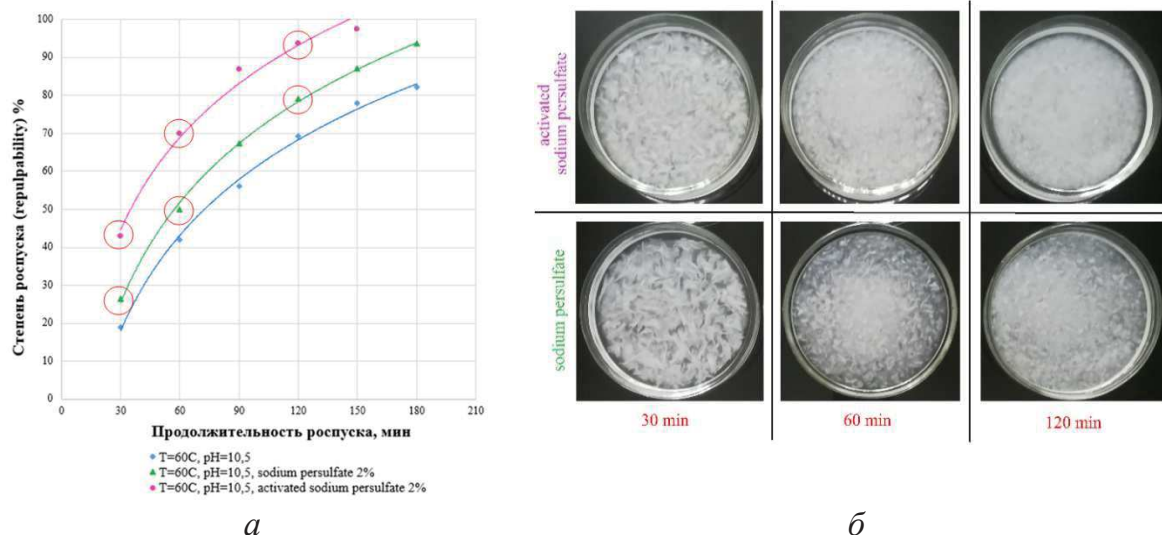 100
90
80
70
60
50
40
30
20
10
0
0 30 60 90 120 150 180 210
Степень роспуска (repulpability) %
Продолжительность роспуска, мин
T=60C, pH=10,5
T=60C, pH=10,5, sodium persulfate 2%
T=60C, pH=10,5, activated sodium persulfate 2%
а
activated
sodium persulfate
sodium persulfate
30 min 60 min 120 min
б